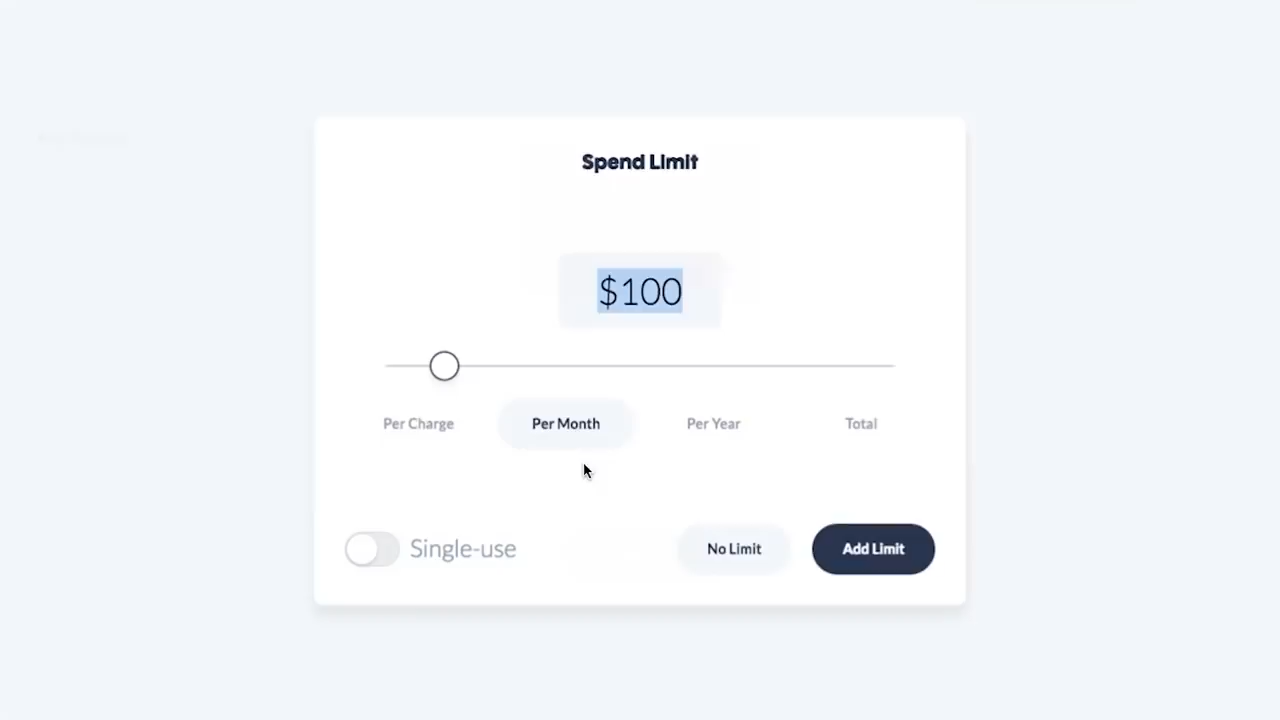 Spend Limit
$100
Per Charge
Per Month
Per Year
Total
Single-use
No Limit
Add Limit